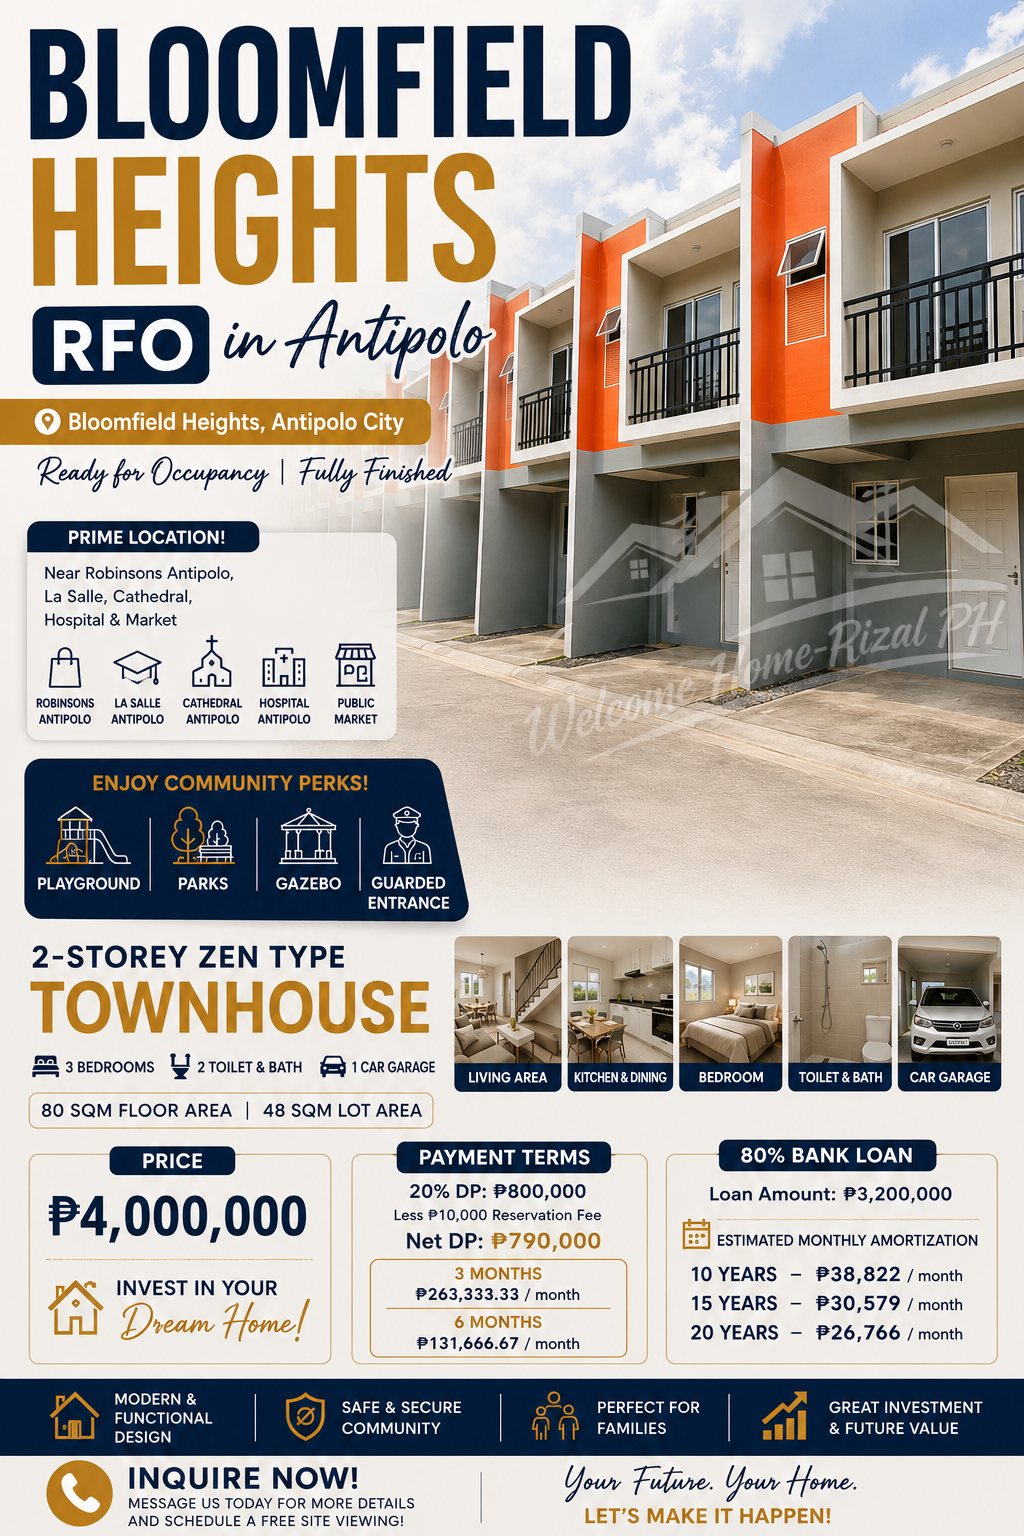 BLOOMFIELD
HEIGHTS
RFO in Antipolo
Bloomfield Heights, Antipolo City
Ready for Occupancy | Fully Finished
PRIME LOCATION!
Near Robinsons Antipolo,
La Salle, Cathedral,
Hospital & Market
ROBINSONS
ANTIPOLO
LA SALLE
ANTIPOLO
CATHEDRAL
ANTIPOLO
HOSPITAL
ANTIPOLO
PUBLIC
MARKET
Welcome Home-Rizal PH
ENJOY COMMUNITY PERKS!
PLAYGROUND
PARKS
GAZEBO
GUARDED
ENTRANCE
2-STOREY ZEN TYPE
TOWNHOUSE
3 BEDROOMS
2 TOILET & BATH
1 CAR GARAGE
80 SQM FLOOR AREA | 48 SQM LOT AREA
LIVING AREA
KITCHEN & DINING
BEDROOM
TOILET & BATH
CAR GARAGE
PRICE
₱4,000,000
INVEST IN YOUR
Dream Home!
PAYMENT TERMS
20% DP: ₱800,000
Less ₱10,000 Reservation Fee
Net DP: ₱790,000
3 MONTHS
₱263,333.33 / month
6 MONTHS
₱131,666.67 / month
80% BANK LOAN
Loan Amount: ₱3,200,000
ESTIMATED MONTHLY AMORTIZATION
10 YEARS – ₱38,822 / month
15 YEARS – ₱30,579 / month
20 YEARS – ₱26,766 / month
MODERN &
FUNCTIONAL
DESIGN
SAFE & SECURE
COMMUNITY
PERFECT FOR
FAMILIES
GREAT INVESTMENT
& FUTURE VALUE
INQUIRE NOW!
MESSAGE US TODAY FOR MORE DETAILS
AND SCHEDULE A FREE SITE VIEWING!
Your Future. Your Home.
LET'S MAKE IT HAPPEN!